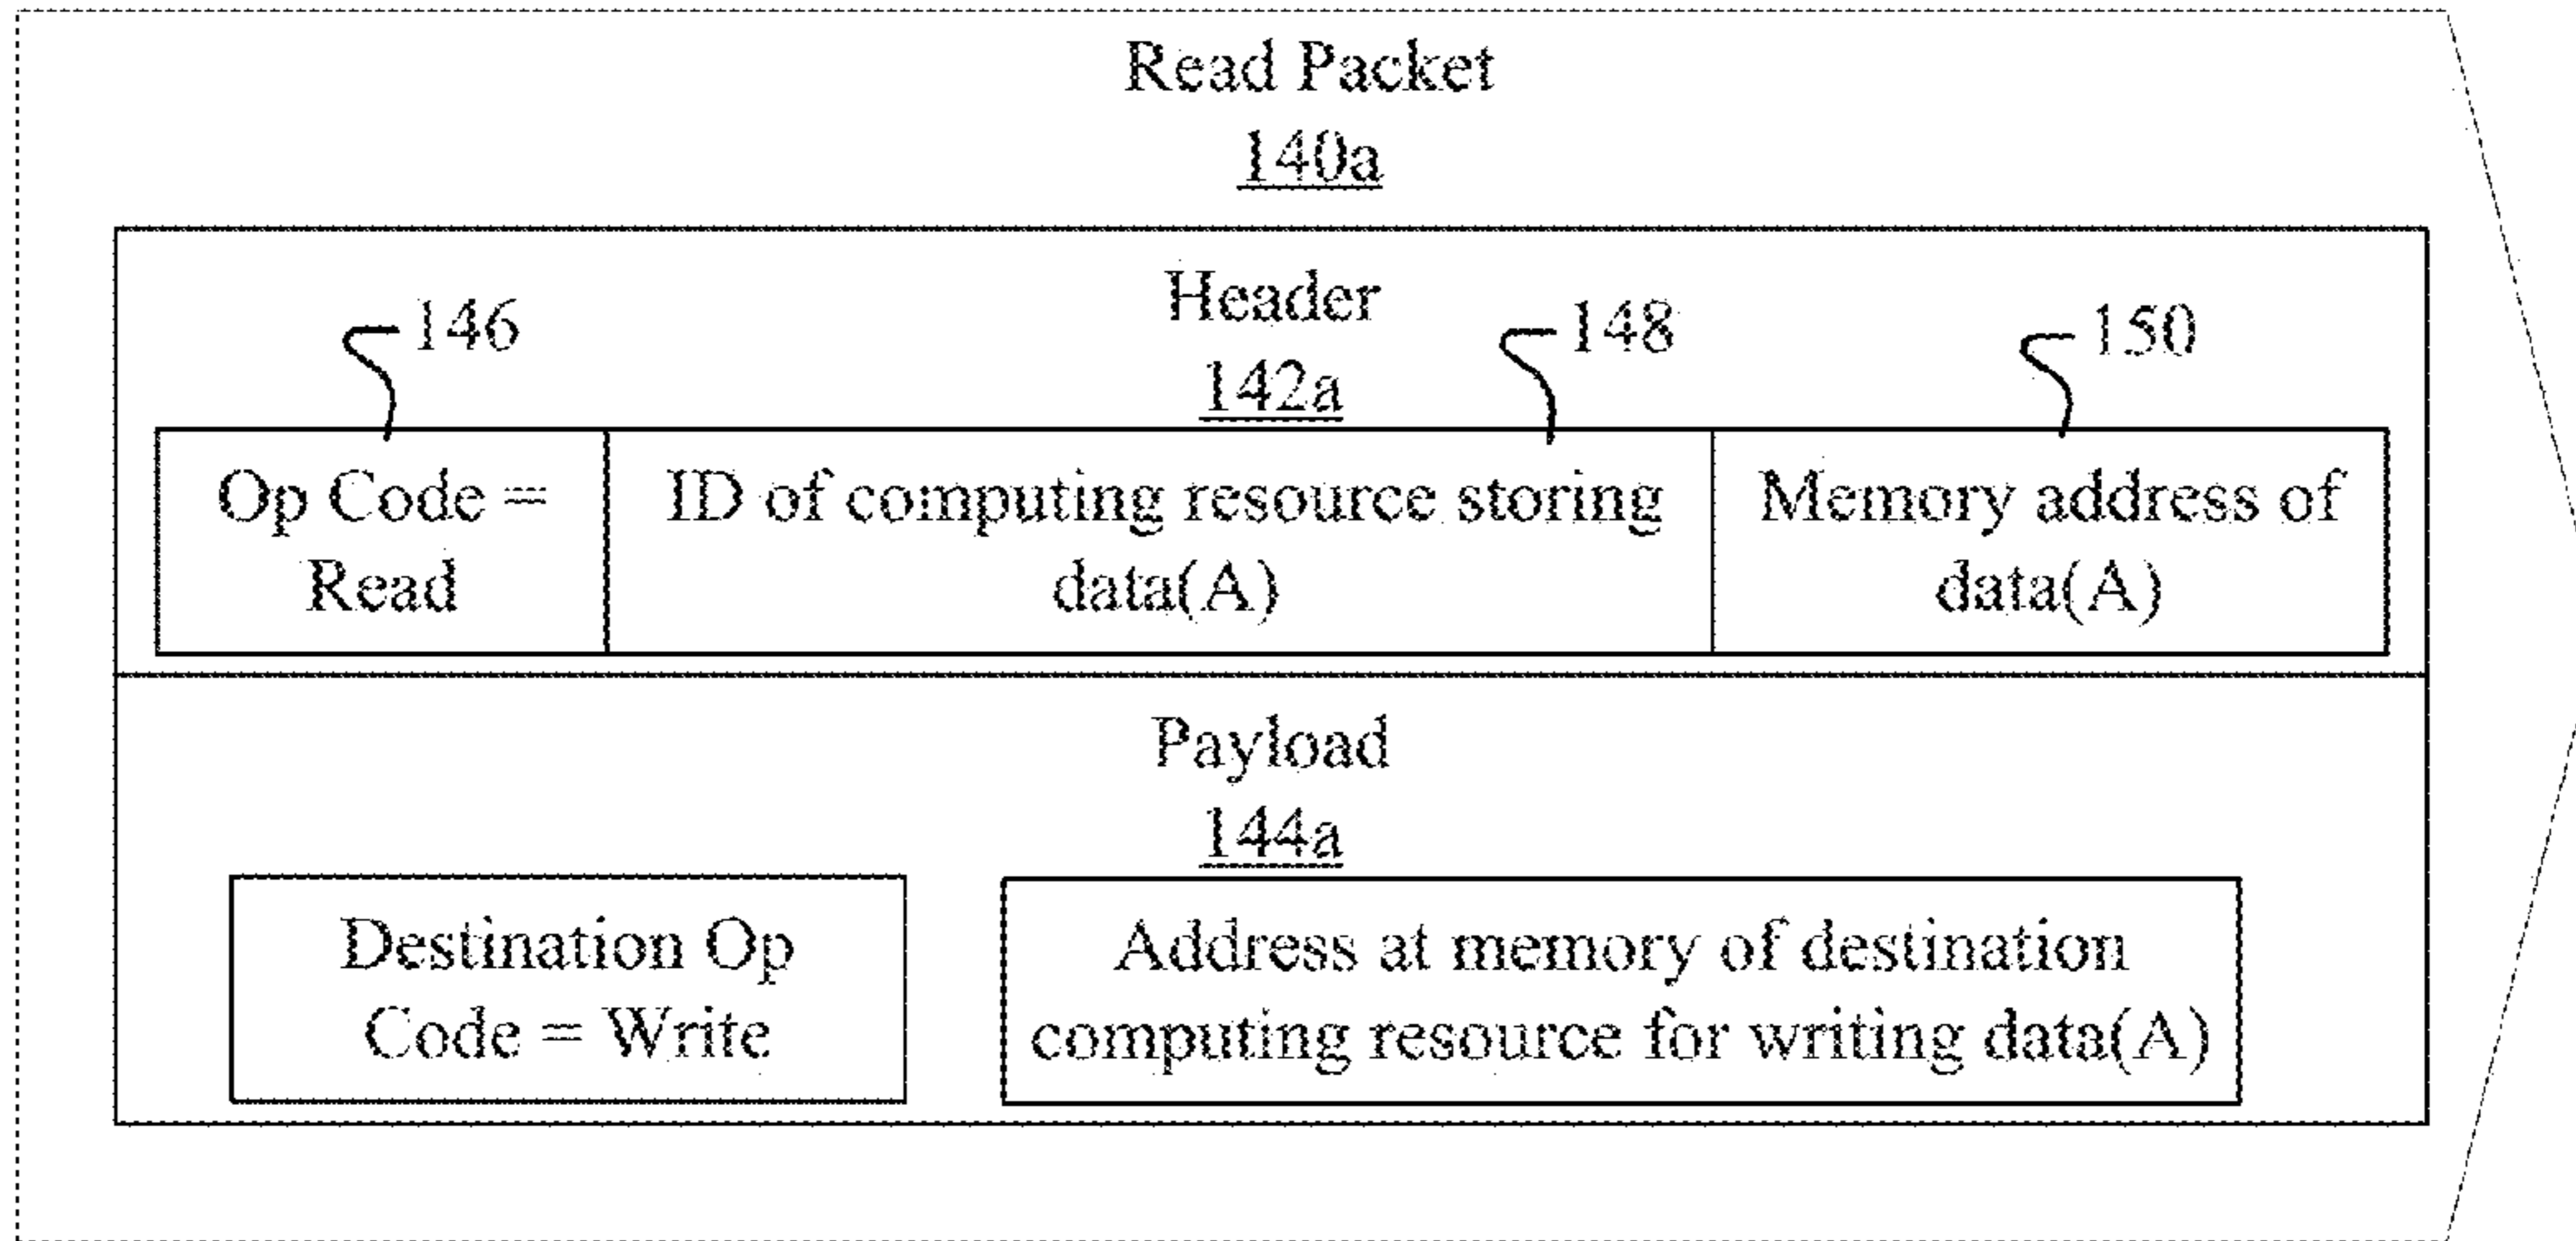 Read Packet
140a
Header
146
148
150
142a
Op Code =
Read
ID of computing resource storing
data(A)
Memory address of
data(A)
Payload
144a
Destination Op
Code = Write
Address at memory of destination
computing resource for writing data(A)